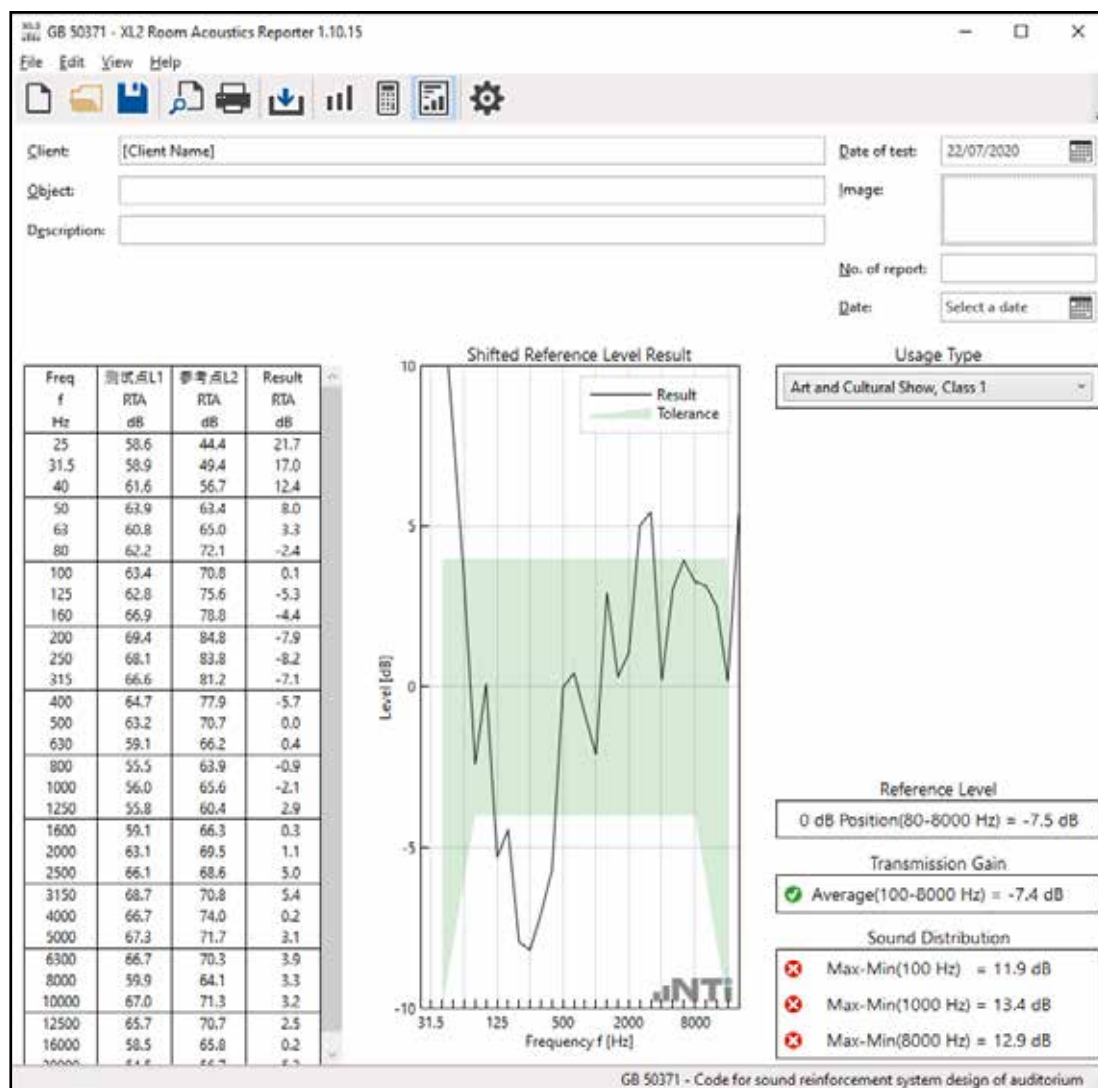 GB 50371 - XL2 Room Acoustics Reporter 1.10.15
File Edit View Help
Client: [Client Name]
Date of test: 22/07/2020
Object:
Image:
Description:
No. of report:
Date: Select a date
Freq 测试点L1 参考点L2 Result
f RTA RTA RTA
Hz dB dB dB
25 58.6 44.4 21.7
31.5 58.9 49.4 17.0
40 61.6 56.7 12.4
50 63.9 63.4 8.0
63 60.8 65.0 3.3
80 62.2 72.1 -2.4
100 63.4 70.8 0.1
125 62.8 75.6 -5.3
160 66.9 78.8 -4.4
200 69.4 84.8 -7.9
250 68.1 83.8 -8.2
315 66.6 81.2 -7.1
400 64.7 77.9 -5.7
500 63.2 70.7 0.0
630 59.1 66.2 0.4
800 55.5 63.9 -0.9
1000 56.0 65.6 -2.1
1250 55.8 60.4 2.9
1600 59.1 66.3 0.3
2000 63.1 69.5 1.1
2500 66.1 68.6 5.0
3150 68.7 70.8 5.4
4000 66.7 74.0 0.2
5000 67.3 71.7 3.1
6300 66.7 70.3 3.9
8000 59.9 64.1 3.3
10000 67.0 71.3 3.2
12500 65.7 70.7 2.5
16000 58.5 65.8 0.2
Shifted Reference Level Result
Result
Tolerance
10
5
0
-5
-10
Level [dB]
31.5 125 500 2000 8000
Frequency f [Hz]
NTi
Usage Type
Art and Cultural Show, Class 1
Reference Level
0 dB Position(80-8000 Hz) = -7.5 dB
Transmission Gain
Average(100-8000 Hz) = -7.4 dB
Sound Distribution
Max-Min(100 Hz) = 11.9 dB
Max-Min(1000 Hz) = 13.4 dB
Max-Min(8000 Hz) = 12.9 dB
GB 50371 - Code for sound reinforcement system design of auditorium